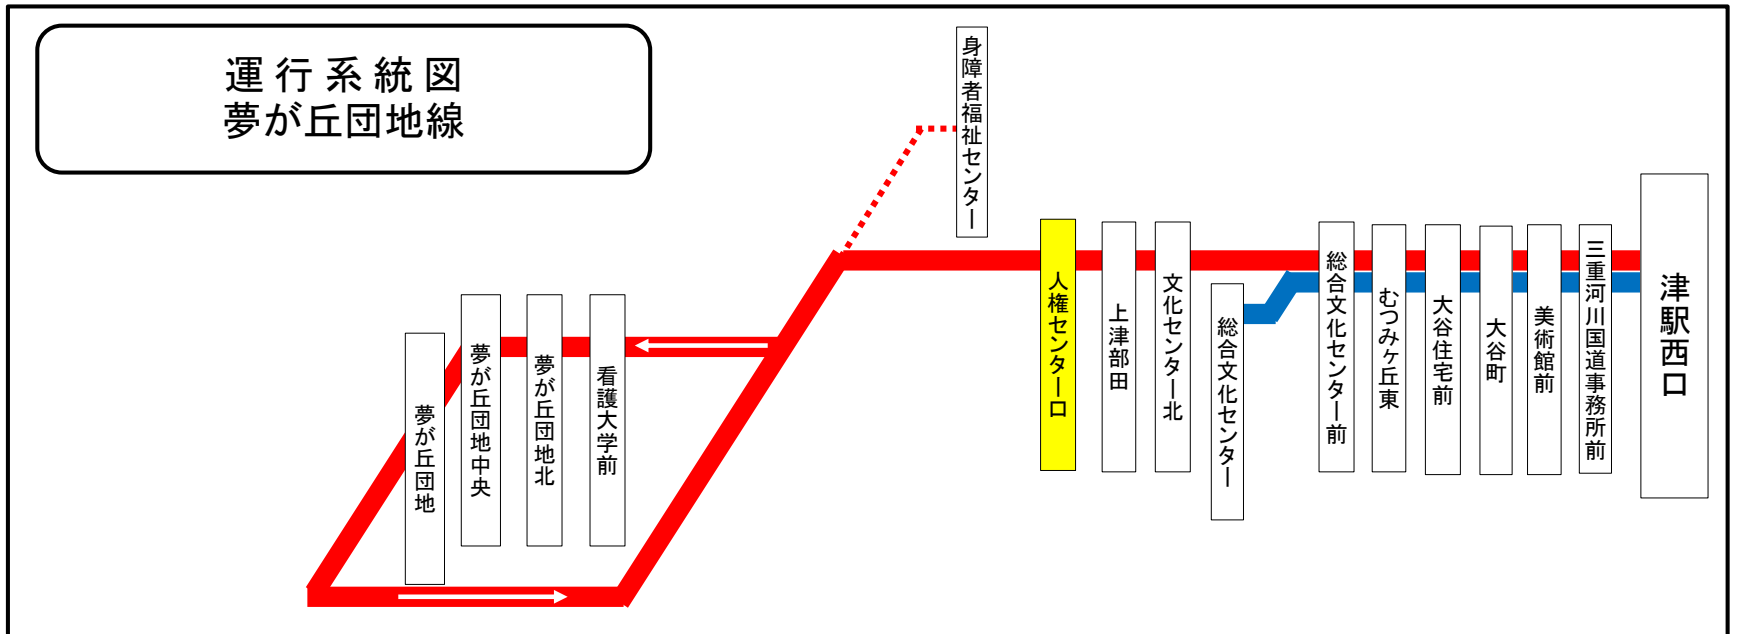 運行系統図
夢が丘団地線
身障者福祉センター
夢が丘団地
夢が丘団地中央
夢が丘団地北
看護大学前
人権センター口
上津部田
文化センター北
総合文化センター
総合文化センター前
むつみヶ丘東
大谷住宅前
大谷町
美術館前
三重河川国道事務所前
津駅西口